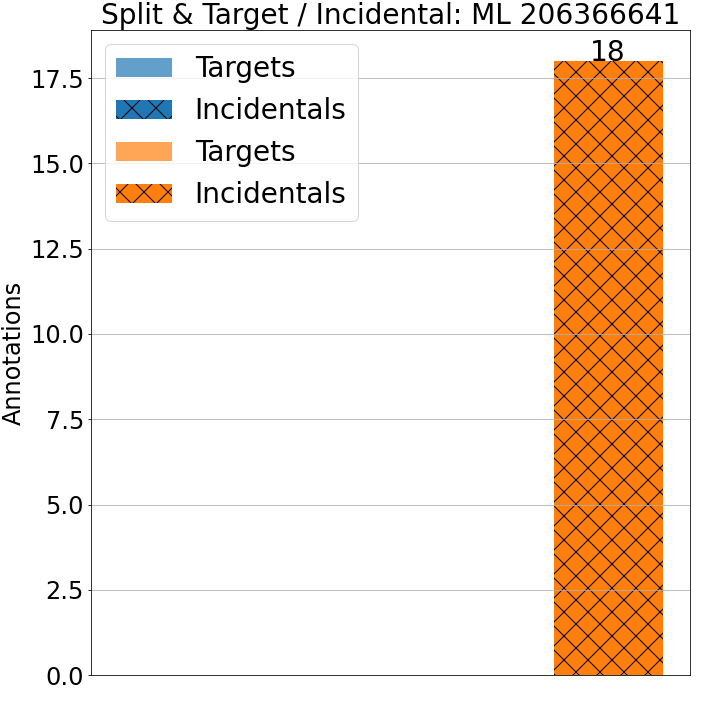 Split & Target / Incidental: ML 206366641
18
Targets
Incidentals
Targets
Incidentals
17.5
15.0
12.5
10.0
7.5
5.0
2.5
0.0
Annotations